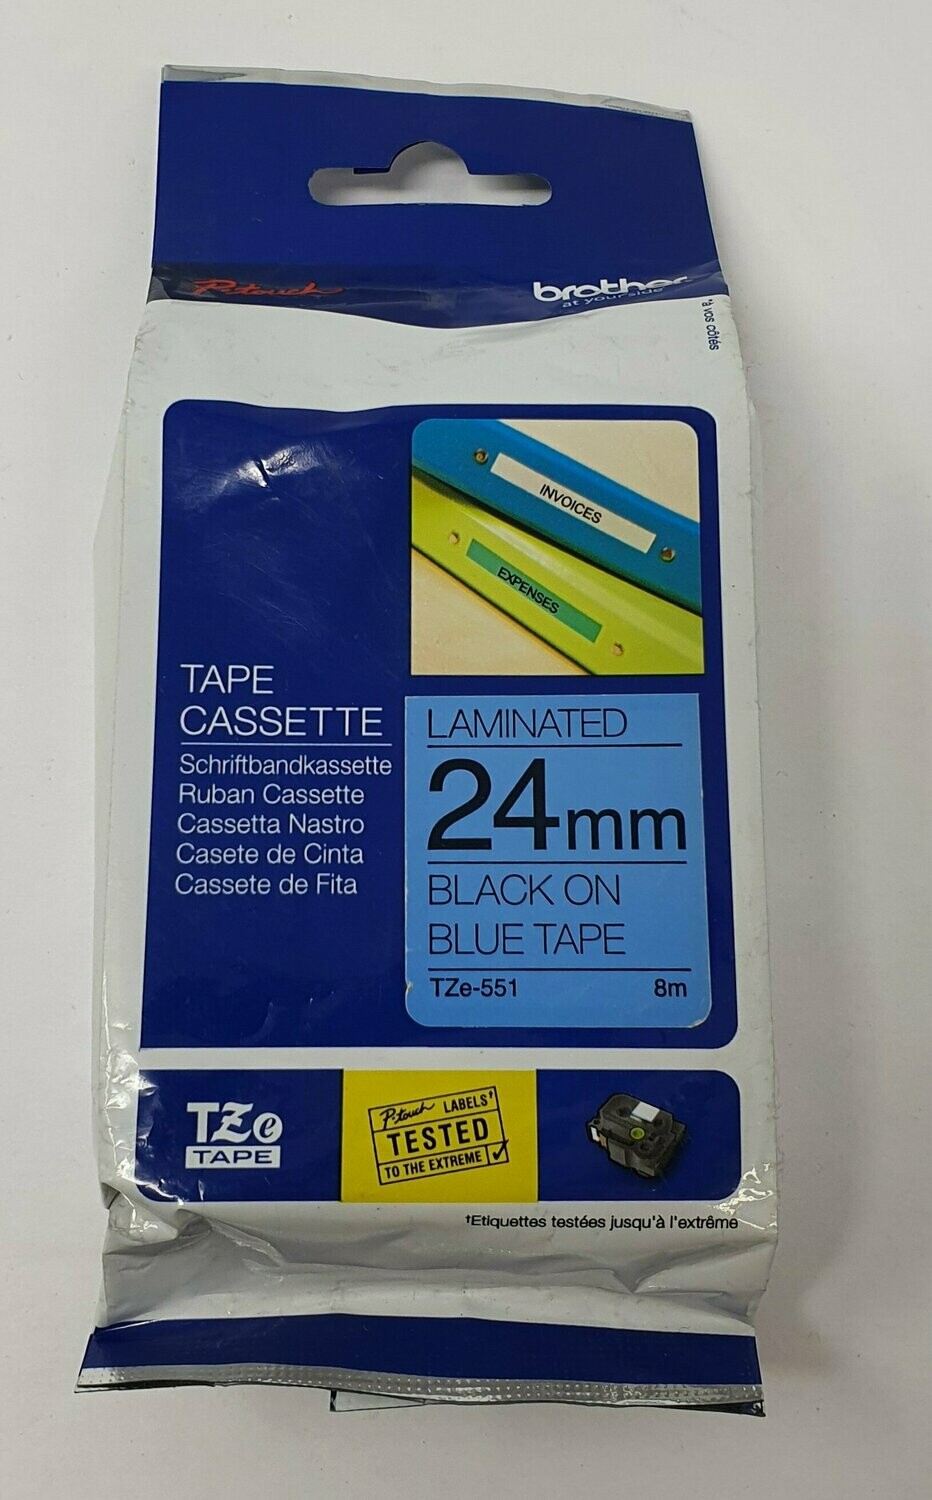 P-touch
brother
at your side*
*à vos côtés
INVOICES
EXPENSES
TAPE
CASSETTE
Schriftbandkassette
Ruban Cassette
Cassetta Nastro
Casete de Cinta
Cassete de Fita
LAMINATED
24mm
BLACK ON
BLUE TAPE
TZe-551 8m
TZe
TAPE
P-touch LABELS†
TESTED
TO THE EXTREME
†Etiquettes testées jusqu'à l'extrême